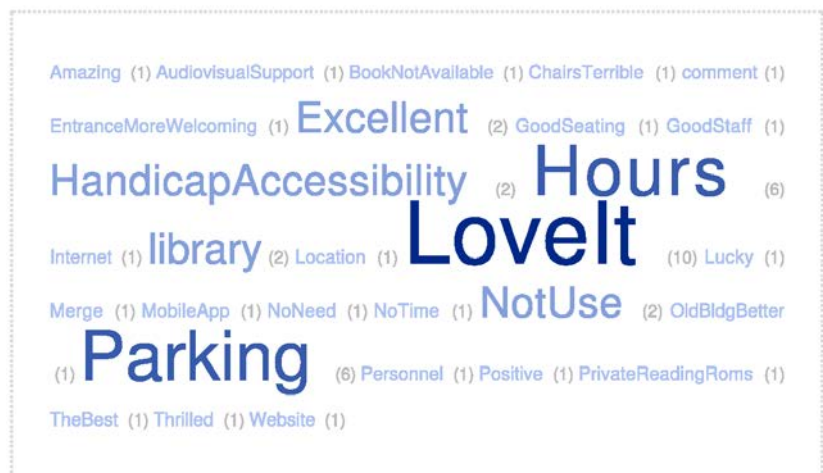 Amazing (1) AudiovisualSupport (1) BookNotAvailable (1) ChairsTerrible (1) comment (1)
EntranceMoreWelcoming (1) Excellent (2) GoodSeating (1) GoodStaff (1)
HandicapAccessibility (2) Hours (6)
Internet (1) library (2) Location (1) LoveIt (10) Lucky (1)
Merge (1) MobileApp (1) NoNeed (1) NoTime (1) NotUse (2) OldBldgBetter
(1) Parking (6) Personnel (1) Positive (1) PrivateReadingRoms (1)
TheBest (1) Thrilled (1) Website (1)